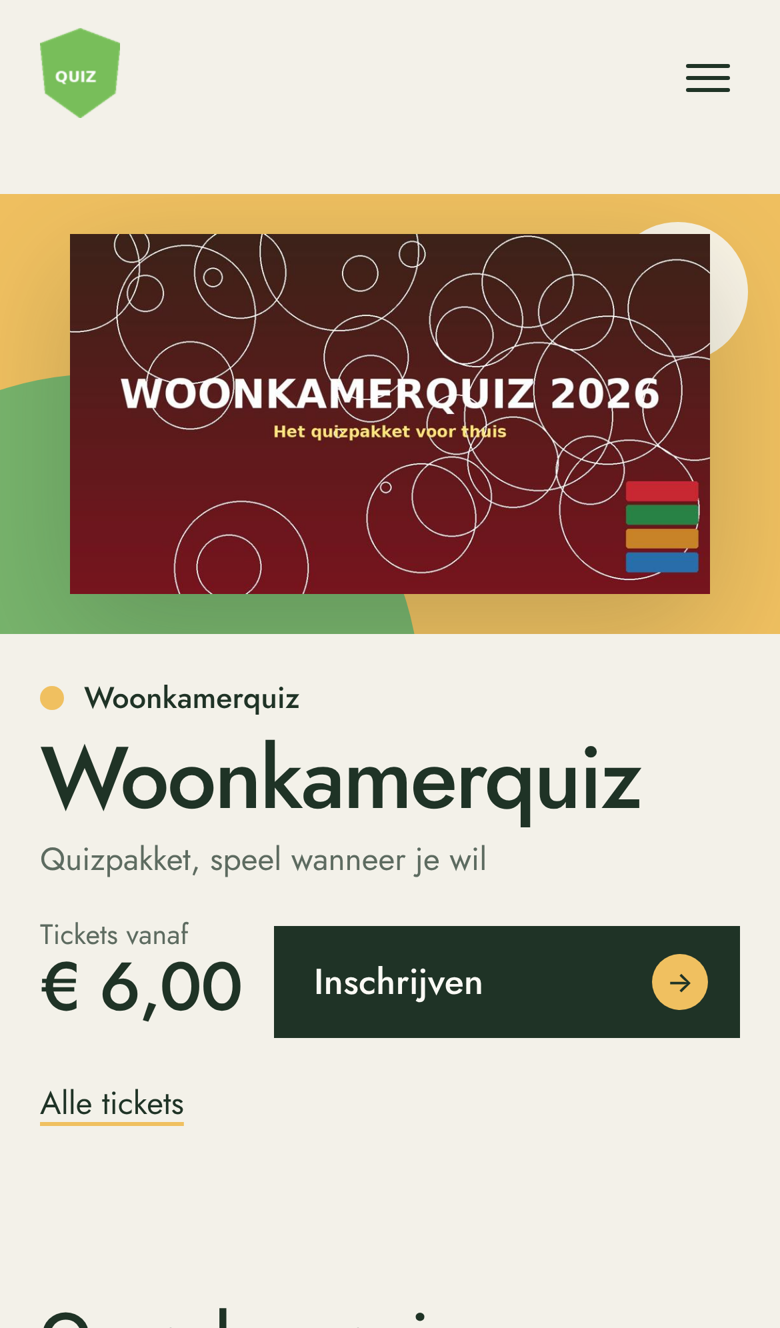 QUIZ
WOONKAMERQUIZ 2026
Het quizpakket voor thuis
Woonkamerquiz
Woonkamerquiz
Quizpakket, speel wanneer je wil
Tickets vanaf
€ 6,00
Inschrijven
Alle tickets